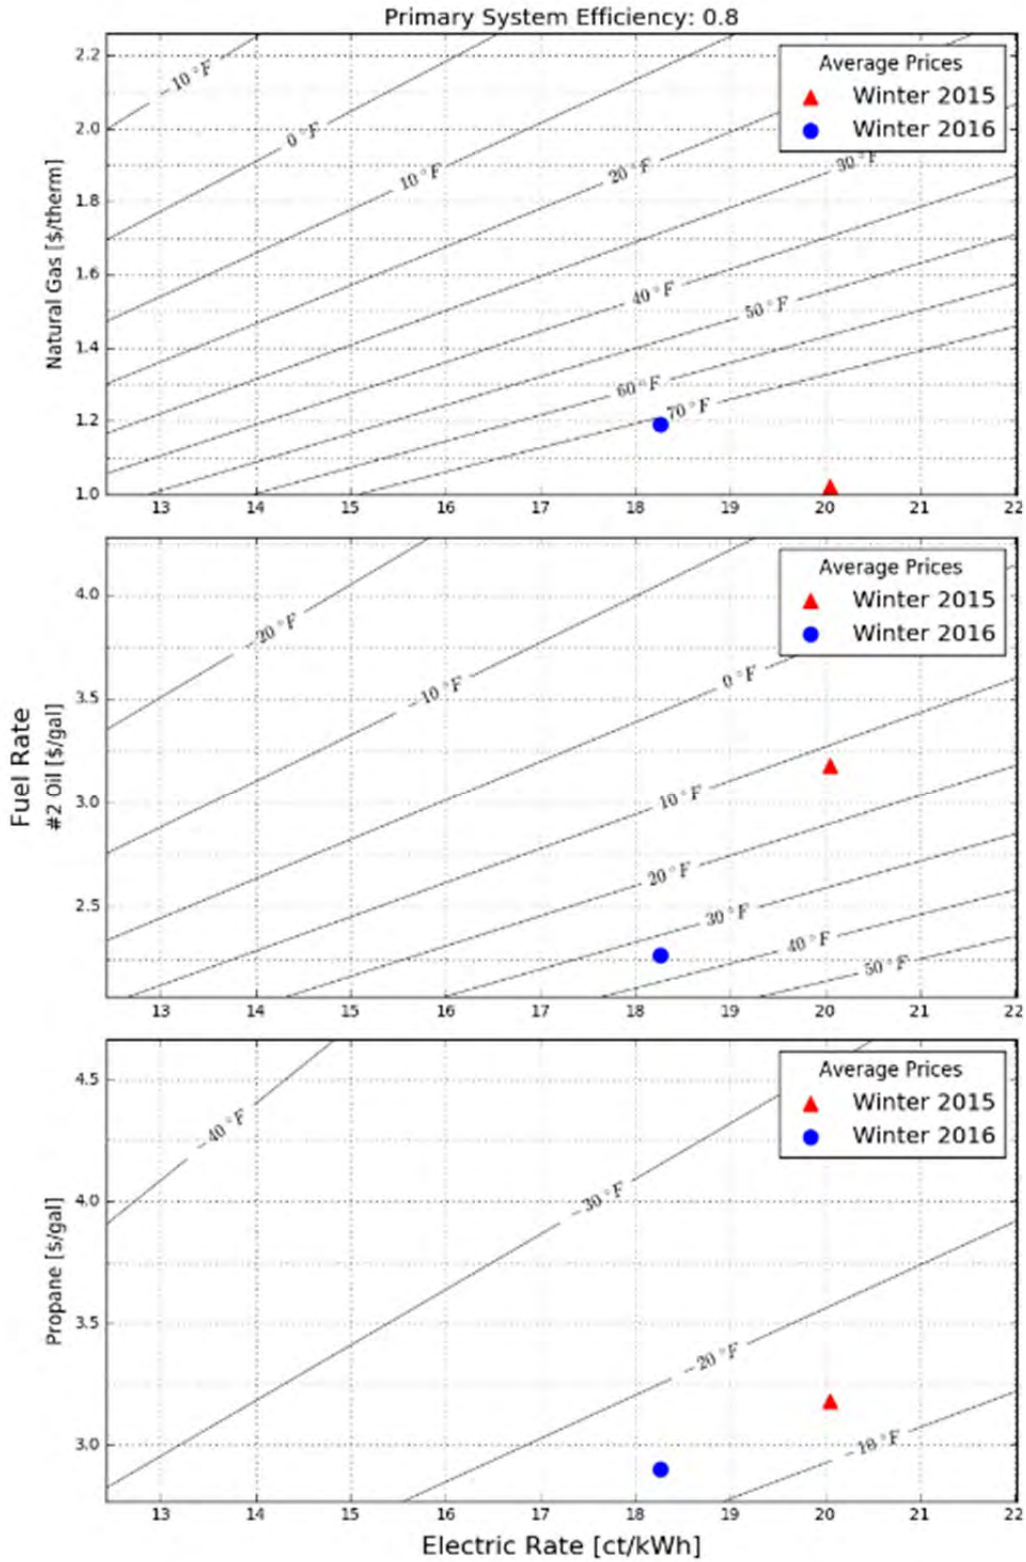 Primary System Efficiency: 0.8
Natural Gas [$/therm]
2.2
2.0
1.8
1.6
1.4
1.2
1.0
−10 °F
0 °F
10 °F
20 °F
30 °F
40 °F
50 °F
60 °F
70 °F
Average Prices
Winter 2015
Winter 2016
13 14 15 16 17 18 19 20 21 22
Fuel Rate
#2 Oil [$/gal]
4.0
3.5
3.0
2.5
−20 °F
−10 °F
0 °F
10 °F
20 °F
30 °F
40 °F
50 °F
Average Prices
Winter 2015
Winter 2016
13 14 15 16 17 18 19 20 21 22
Propane [$/gal]
4.5
4.0
3.5
3.0
−40 °F
−30 °F
−20 °F
−10 °F
Average Prices
Winter 2015
Winter 2016
13 14 15 16 17 18 19 20 21 22
Electric Rate [ct/kWh]